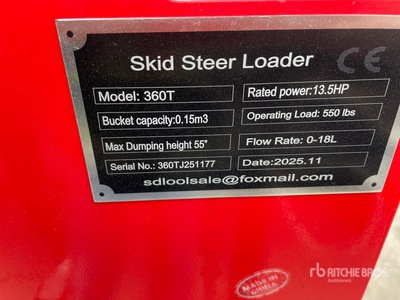 Skid Steer Loader CE
Model: 360T
Rated power:13.5HP
Bucket capacity:0.15m3
Operating Load: 550 lbs
Max Dumping height 55"
Flow Rate: 0-18L
Serial No.: 360TJ251177
Date:2025.11
sdloolsale@foxmail.com
MADE IN
CHINA
rb RITCHIE BROS.
Auctioneers